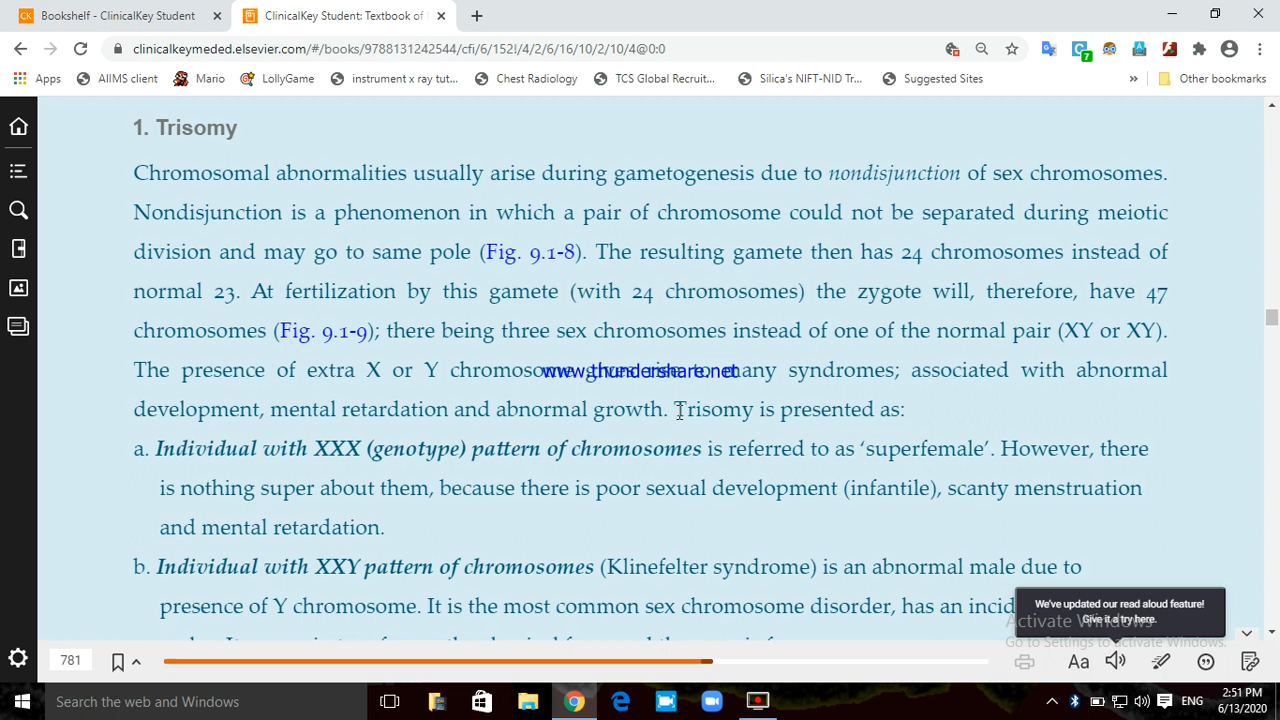 Bookshelf - ClinicalKey Student
ClinicalKey Student: Textbook of
clinicalkeymeded.elsevier.com/#/books/9788131242544/cfi/6/152!/4/2/6/16/10/2/10/4@0:0
7
Apps AIIMS client Mario LollyGame instrument x ray tut... Chest Radiology TCS Global Recruit... Silica's NIFT-NID Tr... Suggested Sites » Other bookmarks
1. Trisomy
Chromosomal abnormalities usually arise during gametogenesis due to nondisjunction of sex chromosomes.
Nondisjunction is a phenomenon in which a pair of chromosome could not be separated during meiotic
division and may go to same pole (Fig. 9.1-8). The resulting gamete then has 24 chromosomes instead of
normal 23. At fertilization by this gamete (with 24 chromosomes) the zygote will, therefore, have 47
chromosomes (Fig. 9.1-9); there being three sex chromosomes instead of one of the normal pair (XY or XY).
The presence of extra X or Y chromosome gives rise to many syndromes; associated with abnormal
www.thundershare.net
development, mental retardation and abnormal growth. Trisomy is presented as:
a. Individual with XXX (genotype) pattern of chromosomes is referred to as ‘superfemale’. However, there
is nothing super about them, because there is poor sexual development (infantile), scanty menstruation
and mental retardation.
b. Individual with XXY pattern of chromosomes (Klinefelter syndrome) is an abnormal male due to
presence of Y chromosome. It is the most common sex chromosome disorder, has an incid
We've updated our read aloud feature!
Give it a try here.
Activate Windows
Go to Settings to activate Windows.
781
Aa
Search the web and Windows
ENG
2:51 PM
6/13/2020